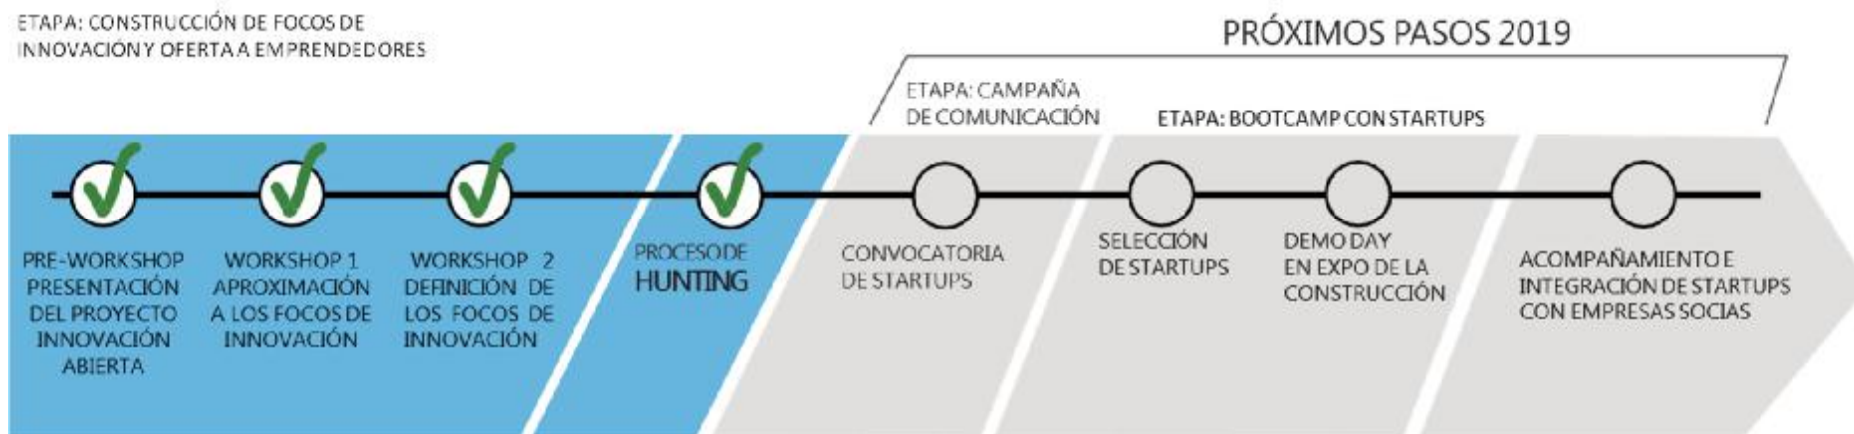 ETAPA: CONSTRUCCIÓN DE FOCOS DE
INNOVACIÓN Y OFERTA A EMPRENDEDORES
PRÓXIMOS PASOS 2019
ETAPA: CAMPAÑA
DE COMUNICACIÓN
ETAPA: BOOTCAMP CON STARTUPS
PRE-WORKSHOP
PRESENTACIÓN
DEL PROYECTO
INNOVACIÓN
ABIERTA
WORKSHOP 1
APROXIMACIÓN
A LOS FOCOS DE
INNOVACIÓN
WORKSHOP 2
DEFINICIÓN DE
LOS FOCOS DE
INNOVACIÓN
PROCESO DE
HUNTING
CONVOCATORIA
DE STARTUPS
SELECCIÓN
DE STARTUPS
DEMO DAY
EN EXPO DE LA
CONSTRUCCIÓN
ACOMPAÑAMIENTO E
INTEGRACIÓN DE STARTUPS
CON EMPRESAS SOCIAS